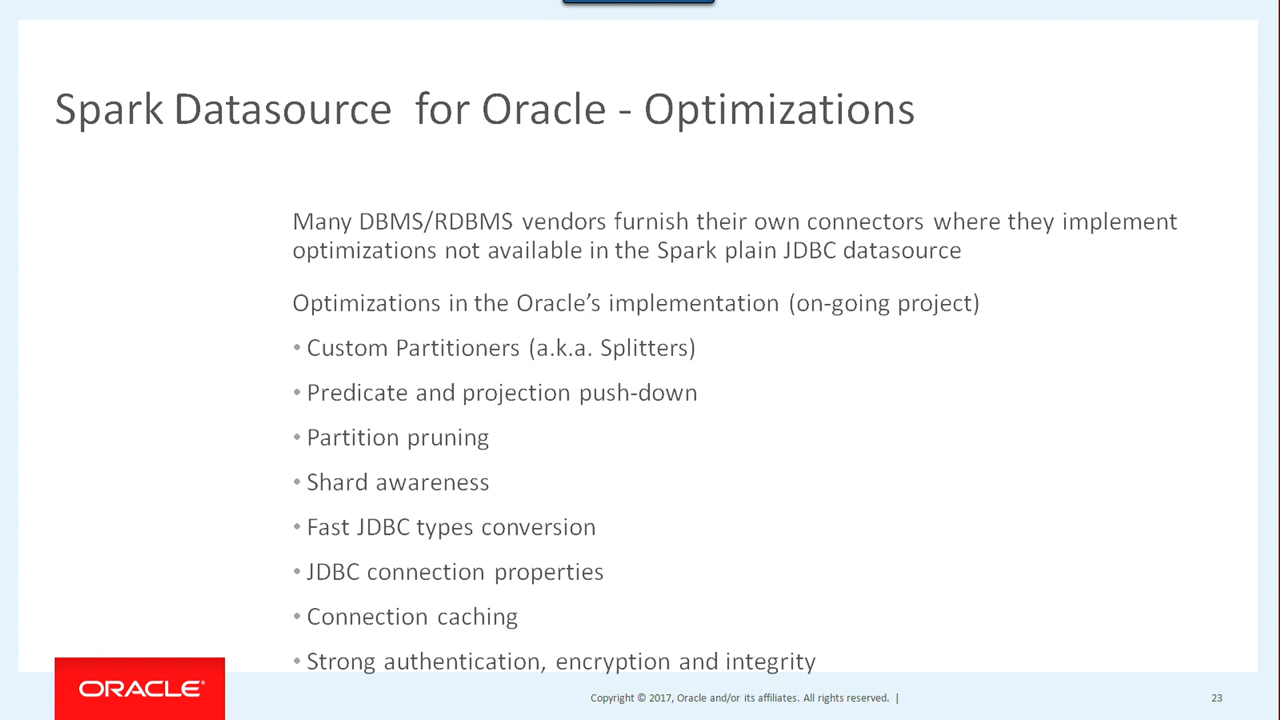 Spark Datasource for Oracle - Optimizations
Many DBMS/RDBMS vendors furnish their own connectors where they implement
optimizations not available in the Spark plain JDBC datasource
Optimizations in the Oracle’s implementation (on-going project)
• Custom Partitioners (a.k.a. Splitters)
• Predicate and projection push-down
• Partition pruning
• Shard awareness
• Fast JDBC types conversion
• JDBC connection properties
• Connection caching
• Strong authentication, encryption and integrity
ORACLE®
Copyright © 2017, Oracle and/or its affiliates. All rights reserved. |
23